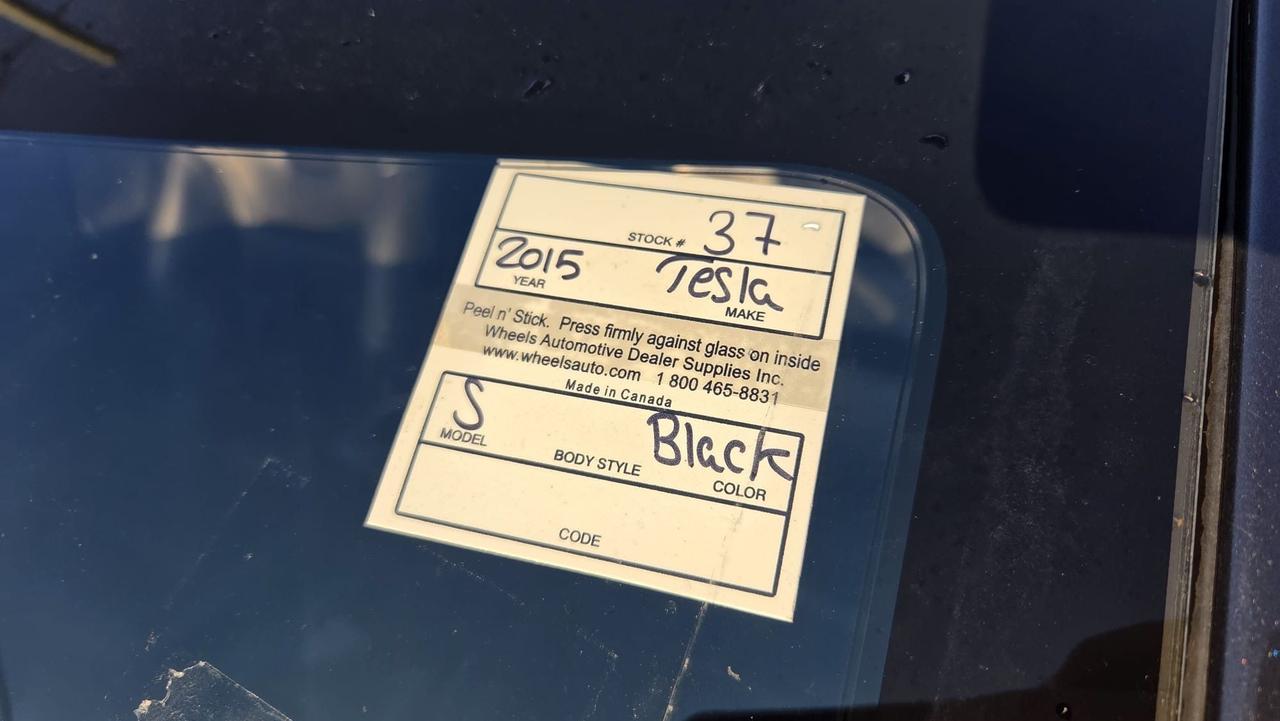 STOCK # 37
2015 Tesla
YEAR MAKE
Peel n' Stick. Press firmly against glass on inside
Wheels Automotive Dealer Supplies Inc.
www.wheelsauto.com 1 800 465-8831
Made in Canada
S Black
MODEL BODY STYLE COLOR
CODE